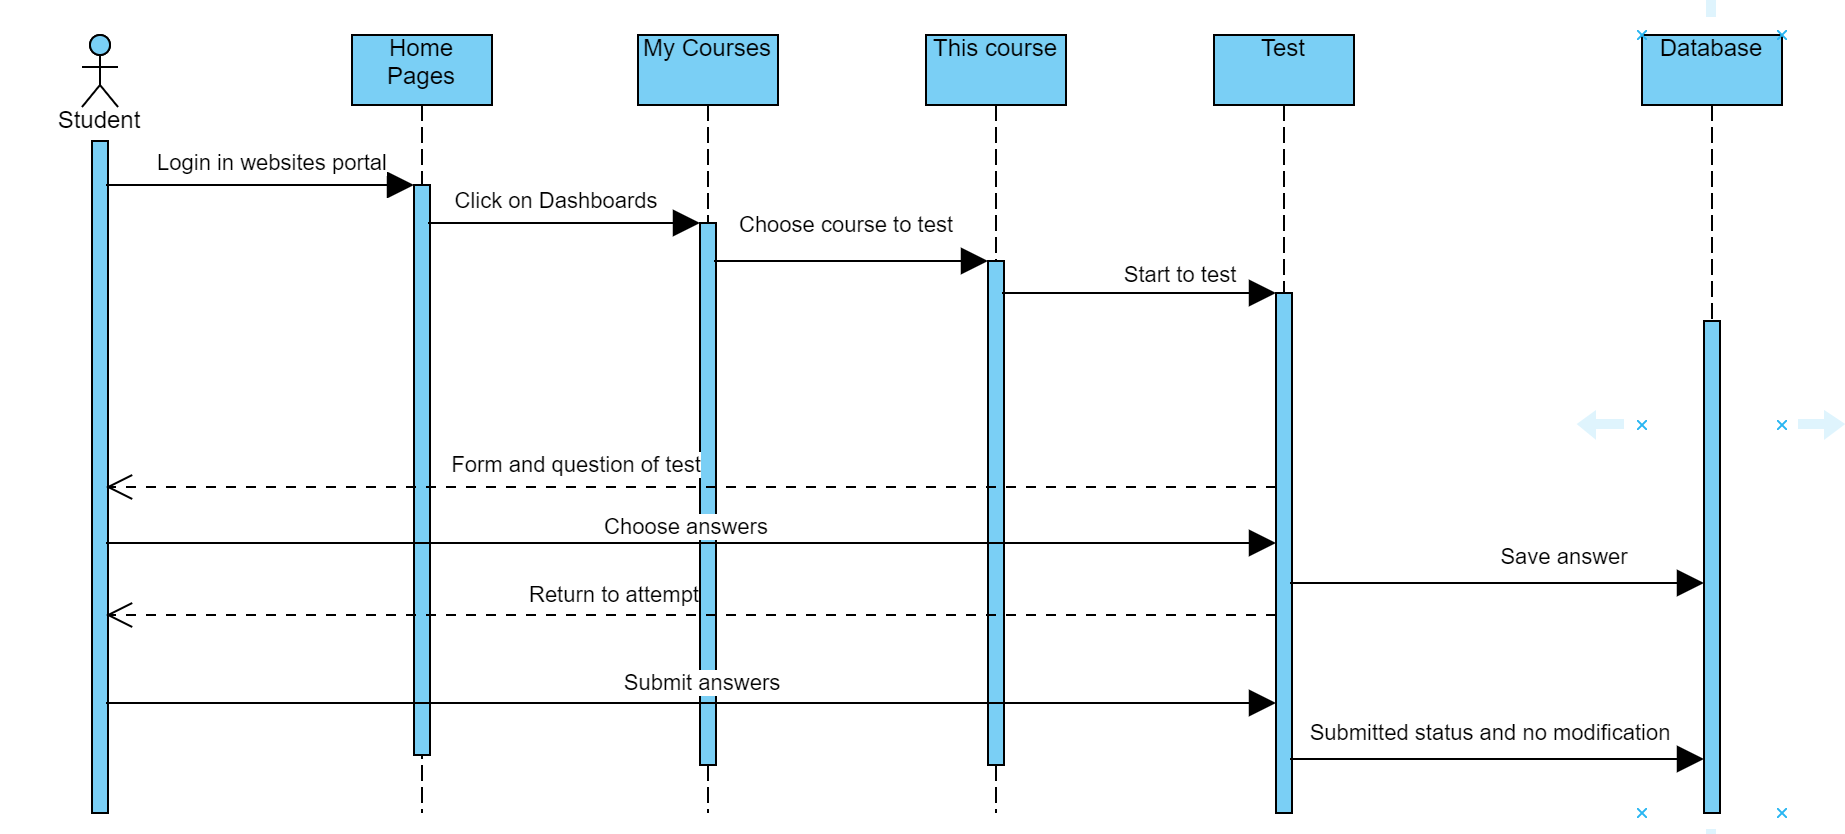 Student
Home
Pages
My Courses
This course
Test
Database
Login in websites portal
Click on Dashboards
Choose course to test
Start to test
Form and question of test
Choose answers
Save answer
Return to attempt
Submit answers
Submitted status and no modification